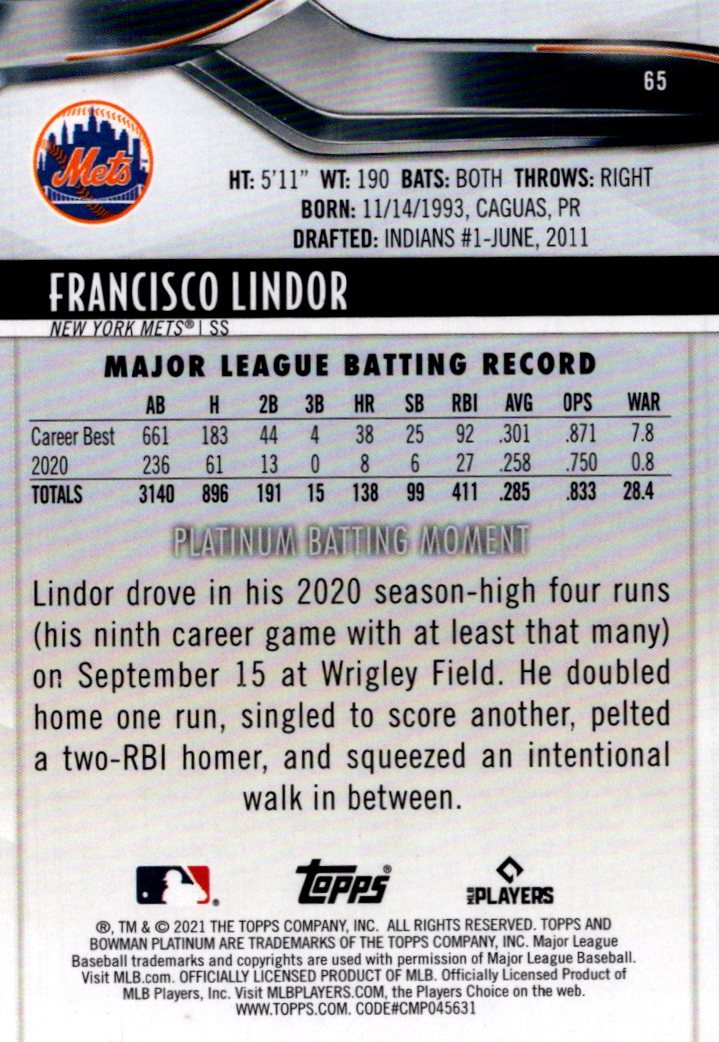 65
Mets
HT: 5'11" WT: 190 BATS: BOTH THROWS: RIGHT
BORN: 11/14/1993, CAGUAS, PR
DRAFTED: INDIANS #1-JUNE, 2011
FRANCISCO LINDOR
NEW YORK METS® | SS
MAJOR LEAGUE BATTING RECORD
AB H 2B 3B HR SB RBI AVG OPS WAR
Career Best 661 183 44 4 38 25 92 .301 .871 7.8
2020 236 61 13 0 8 6 27 .258 .750 0.8
TOTALS 3140 896 191 15 138 99 411 .285 .833 28.4
PLATINUM BATTING MOMENT
Lindor drove in his 2020 season-high four runs
(his ninth career game with at least that many)
on September 15 at Wrigley Field. He doubled
home one run, singled to score another, pelted
a two-RBI homer, and squeezed an intentional
walk in between.
Topps®
MLB PLAYERS
®, TM & © 2021 THE TOPPS COMPANY, INC. ALL RIGHTS RESERVED. TOPPS AND
BOWMAN PLATINUM ARE TRADEMARKS OF THE TOPPS COMPANY, INC. Major League
Baseball trademarks and copyrights are used with permission of Major League Baseball.
Visit MLB.com. OFFICIALLY LICENSED PRODUCT OF MLB. Officially Licensed Product of
MLB Players, Inc. Visit MLBPLAYERS.COM, the Players Choice on the web.
WWW.TOPPS.COM. CODE#CMP045631